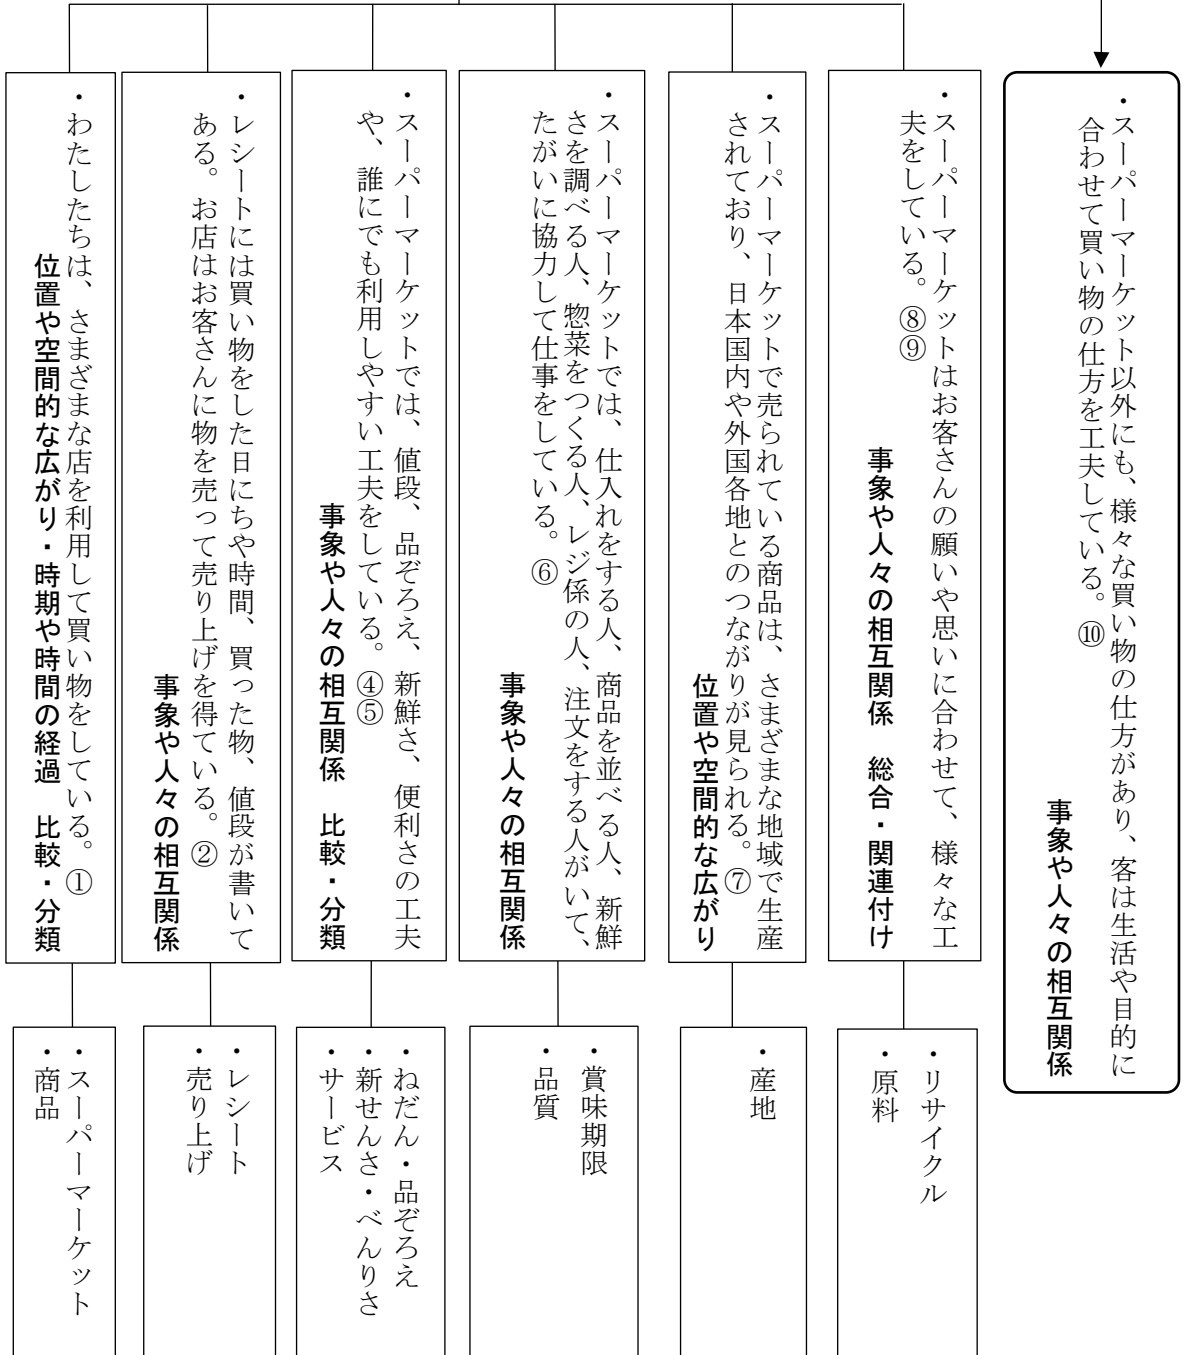 ・スーパーマーケット以外にも、様々な買い物の仕方があり、客は生活や目的に
合わせて買い物の仕方を工夫している。⑩
事象や人々の相互関係
・スーパーマーケットはお客さんの願いや思いに合わせて、様々な工
夫をしている。⑧⑨
事象や人々の相互関係　総合・関連付け
・スーパーマーケットで売られている商品は、さまざまな地域で生産
されており、日本国内や外国各地とのつながりが見られる。⑦
位置や空間的な広がり
・スーパーマーケットでは、仕入れをする人、商品を並べる人、新鮮
さを調べる人、惣菜をつくる人、レジ係の人、注文をする人がいて、
たがいに協力して仕事をしている。⑥
事象や人々の相互関係
・スーパーマーケットでは、値段、品ぞろえ、新鮮さ、便利さの工夫
や、誰にでも利用しやすい工夫をしている。④⑤
事象や人々の相互関係　比較・分類
・レシートには買い物をした日にちや時間、買った物、値段が書いて
ある。お店はお客さんに物を売って売り上げを得ている。②
事象や人々の相互関係
・わたしたちは、さまざまな店を利用して買い物をしている。①
位置や空間的な広がり・時期や時間の経過　比較・分類
・リサイクル
・原料
・産地
・賞味期限
・品質
・ねだん・品ぞろえ
・新せんさ・べんりさ
・サービス
・レシート
・売り上げ
・スーパーマーケット
・商品